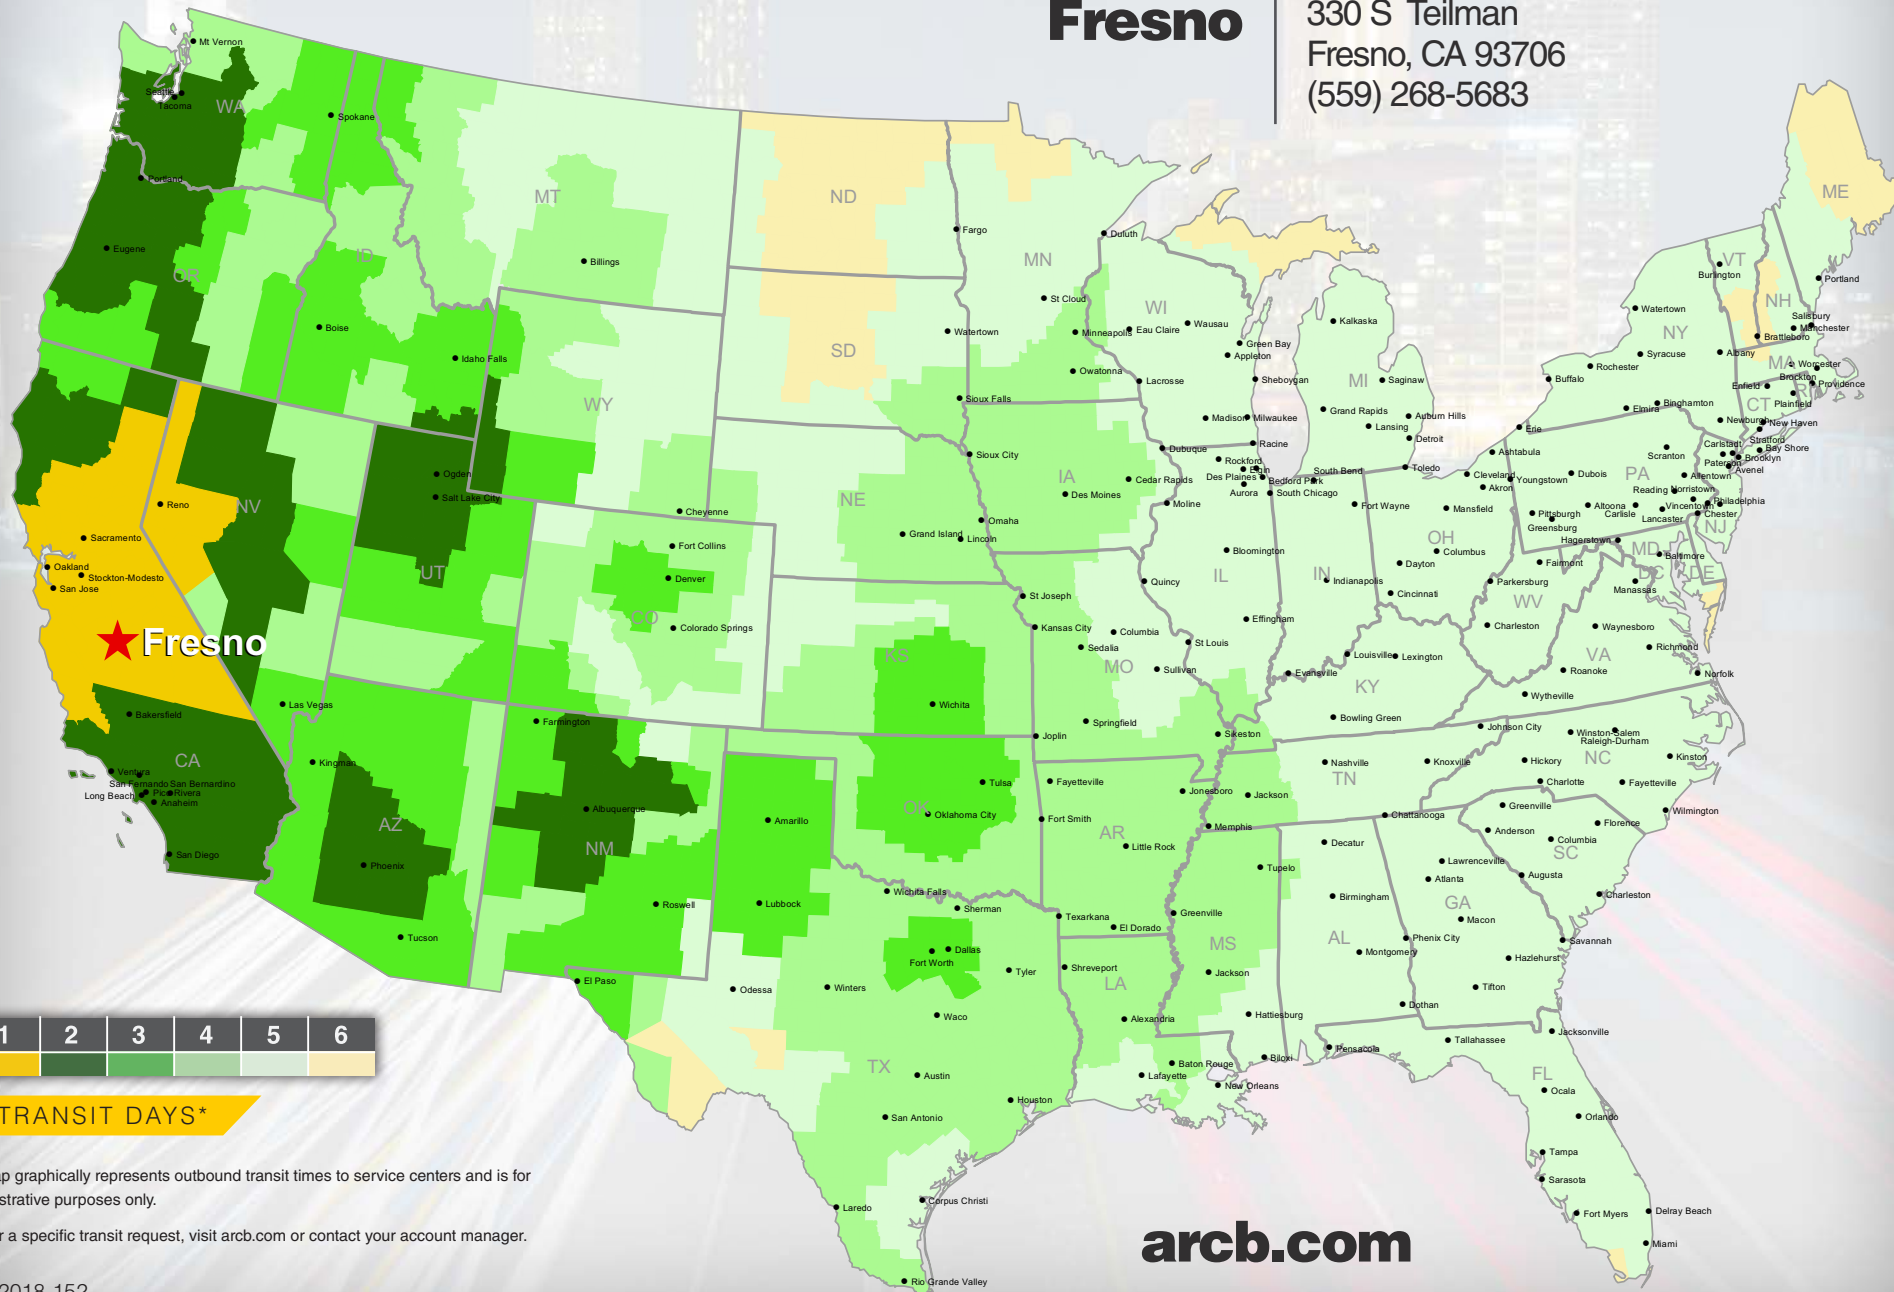 Fresno
330 S Teilman
Fresno, CA 93706
(559) 268-5683
Mt Vernon
Seattle
Tacoma
WA
Spokane
Portland
Eugene
OR
ID
Boise
Idaho Falls
MT
Billings
WY
Cheyenne
ND
SD
Fargo
MN
Duluth
St Cloud
Minneapolis
Watertown
Owatonna
Sioux Falls
WI
Eau Claire
Wausau
Green Bay
Appleton
Lacrosse
Sheboygan
Madison
Milwaukee
Racine
Kalkaska
MI
Saginaw
Grand Rapids
Lansing
Auburn Hills
Detroit
ME
VT
Burlington
NH
Portland
Salisbury
Manchester
Brattleboro
Watertown
NY
Syracuse
Rochester
Buffalo
Albany
MA
Worcester
Brockton
Providence
RI
Enfield
CT
Plainfield
Binghamton
Elmira
Newburgh
New Haven
Stratford
Bay Shore
Carlstadt
Brooklyn
Paterson
Avenel
Erie
Ashtabula
Scranton
Dubois
PA
Allentown
Reading
Norristown
Philadelphia
Vincentown
Chester
Altoona
Carlisle
Lancaster
Pittsburgh
Greensburg
NJ
Hagerstown
MD
Baltimore
DC
DE
Manassas
Fairmont
Parkersburg
WV
Charleston
Waynesboro
Richmond
VA
Roanoke
Norfolk
Wytheville
Toledo
Cleveland
Akron
Youngstown
Mansfield
OH
Columbus
Dayton
Cincinnati
South Bend
Fort Wayne
IN
Indianapolis
Evansville
Louisville
Lexington
KY
Bowling Green
Dubuque
Rockford
Elgin
Des Plaines
Bedford Park
Aurora
South Chicago
Moline
Bloomington
IL
Quincy
Effingham
Sioux City
IA
Cedar Rapids
Des Moines
NE
Omaha
Grand Island
Lincoln
St Joseph
Kansas City
Columbia
Sedalia
MO
St Louis
Sullivan
Springfield
Joplin
Sikeston
KS
Wichita
Reno
NV
Sacramento
Oakland
Stockton-Modesto
San Jose
Fresno
Bakersfield
CA
Ventura
San Fernando
San Bernardino
Pico Rivera
Long Beach
Anaheim
San Diego
Las Vegas
Ogden
Salt Lake City
UT
Fort Collins
Denver
CO
Colorado Springs
Kingman
AZ
Phoenix
Tucson
Farmington
Albuquerque
NM
Roswell
El Paso
Amarillo
Lubbock
Odessa
OK
Tulsa
Oklahoma City
Wichita Falls
Sherman
Dallas
Fort Worth
Tyler
Winters
Waco
TX
Austin
Houston
San Antonio
Corpus Christi
Laredo
Rio Grande Valley
Fayetteville
Fort Smith
AR
Jonesboro
Little Rock
Texarkana
El Dorado
Shreveport
LA
Alexandria
Baton Rouge
Lafayette
New Orleans
Greenville
MS
Jackson
Hattiesburg
Biloxi
Tupelo
Memphis
Jackson
Nashville
TN
Knoxville
Johnson City
Chattanooga
Winston-Salem
Raleigh-Durham
Hickory
NC
Kinston
Charlotte
Fayetteville
Wilmington
Greenville
Anderson
Florence
Columbia
SC
Charleston
Decatur
Birmingham
AL
Montgomery
Dothan
Lawrenceville
Atlanta
Augusta
GA
Macon
Phenix City
Savannah
Hazlehurst
Tifton
Pensacola
Tallahassee
Jacksonville
FL
Ocala
Orlando
Tampa
Sarasota
Fort Myers
Delray Beach
Miami
1 2 3 4 5 6
TRANSIT DAYS*
graphically represents outbound transit times to service centers and is for
purposes only.
a specific transit request, visit arcb.com or contact your account manager.
arcb.com